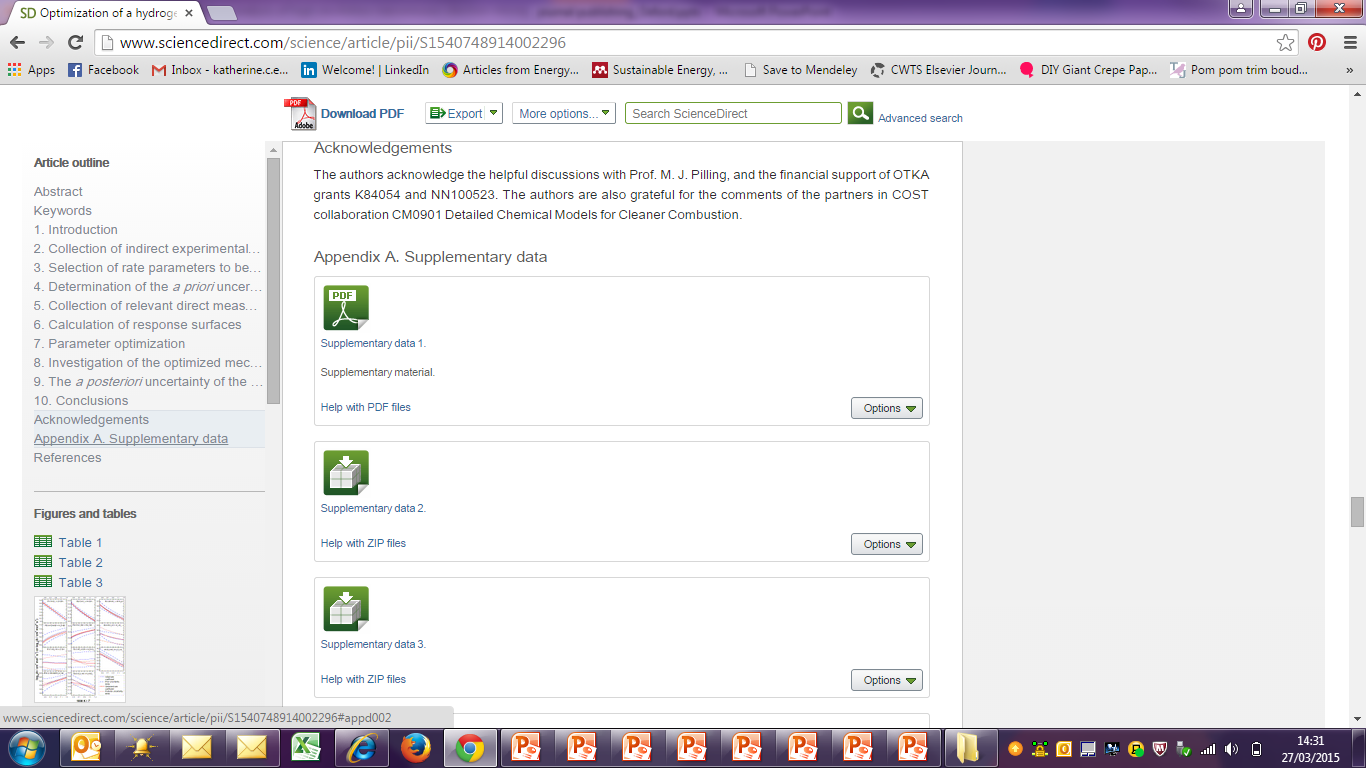 SD Optimization of a hydroge
www.sciencedirect.com/science/article/pii/S1540748914002296
Apps Facebook Inbox - katherine.c.e... Welcome! | LinkedIn Articles from Energy... Sustainable Energy, ... Save to Mendeley CWTS Elsevier Journ... DIY Giant Crepe Pap... Pom pom trim boud... »
PDF Adobe Download PDF Export More options... Search ScienceDirect Advanced search
Article outline
Abstract
Keywords
1. Introduction
2. Collection of indirect experimental...
3. Selection of rate parameters to be...
4. Determination of the a priori uncer...
5. Collection of relevant direct meas...
6. Calculation of response surfaces
7. Parameter optimization
8. Investigation of the optimized mec...
9. The a posteriori uncertainty of the ...
10. Conclusions
Acknowledgements
Appendix A. Supplementary data
References
Figures and tables
Table 1
Table 2
Table 3
Acknowledgements
The authors acknowledge the helpful discussions with Prof. M. J. Pilling, and the financial support of OTKA
grants K84054 and NN100523. The authors are also grateful for the comments of the partners in COST
collaboration CM0901 Detailed Chemical Models for Cleaner Combustion.
Appendix A. Supplementary data
PDF
Supplementary data 1.
Supplementary material.
Help with PDF files
Options
Supplementary data 2.
Help with ZIP files
Options
Supplementary data 3.
Help with ZIP files
Options
www.sciencedirect.com/science/article/pii/S1540748914002296#appd002
14:31
27/03/2015